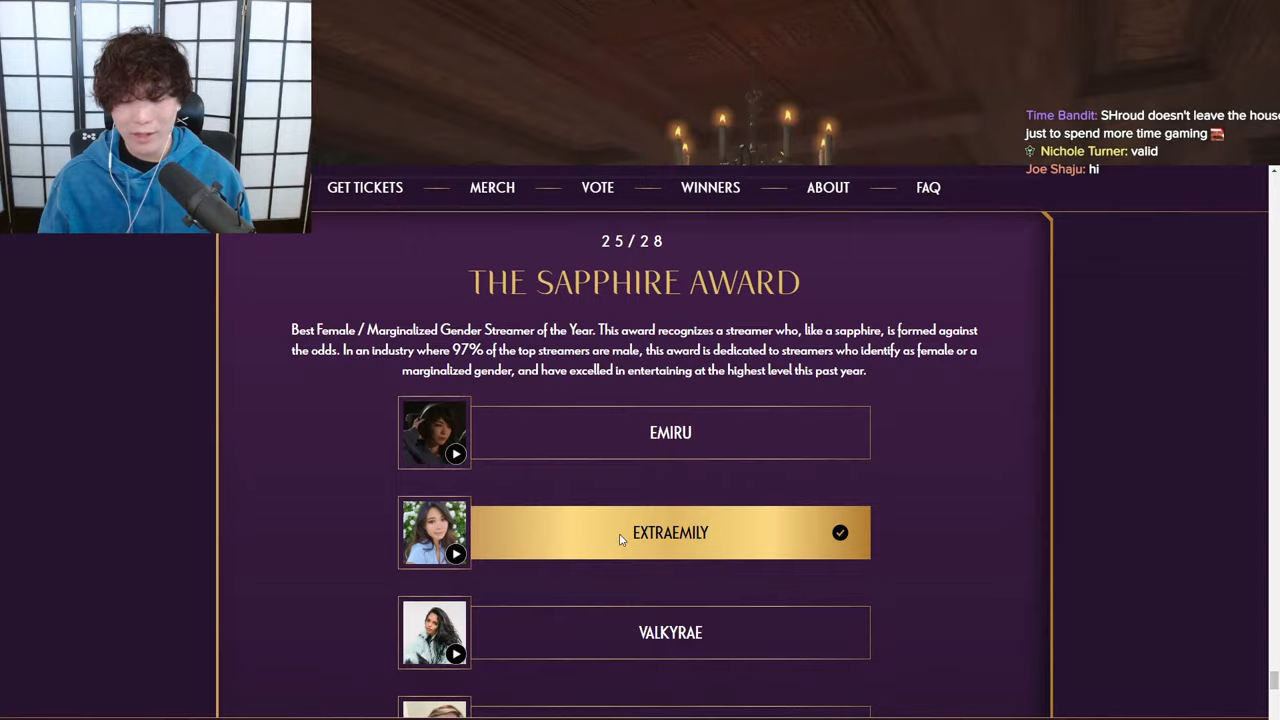 Time Bandit: SHroud doesn't leave the house
just to spend more time gaming
Nichole Turner: valid
Joe Shaju: hi
GET TICKETS
MERCH
VOTE
WINNERS
ABOUT
FAQ
25/28
THE SAPPHIRE AWARD
Best Female / Marginalized Gender Streamer of the Year. This award recognizes a streamer who, like a sapphire, is formed against
the odds. In an industry where 97% of the top streamers are male, this award is dedicated to streamers who identify as female or a
marginalized gender, and have excelled in entertaining at the highest level this past year.
EMIRU
EXTRAEMILY
VALKYRAE